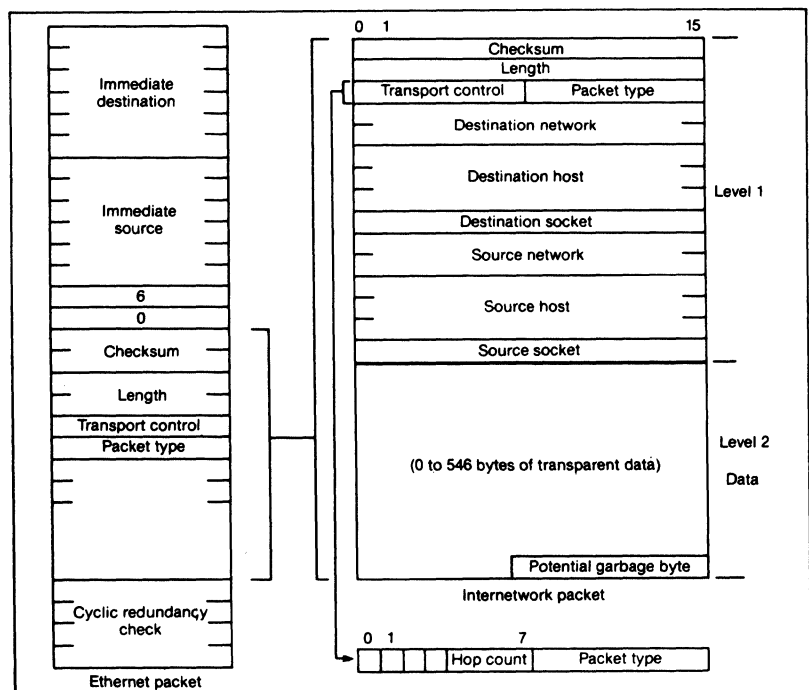 Immediate
destination
Immediate
source
6
0
Checksum
Length
Transport control
Packet type
Cyclic redundancy
check
Ethernet packet
0 1 15
Checksum
Length
Transport control Packet type
Destination network
Destination host
Destination socket
Source network
Source host
Source socket
Level 1
(0 to 546 bytes of transparent data)
Level 2
Data
Potential garbage byte
Internetwork packet
0 1 7
Hop count Packet type